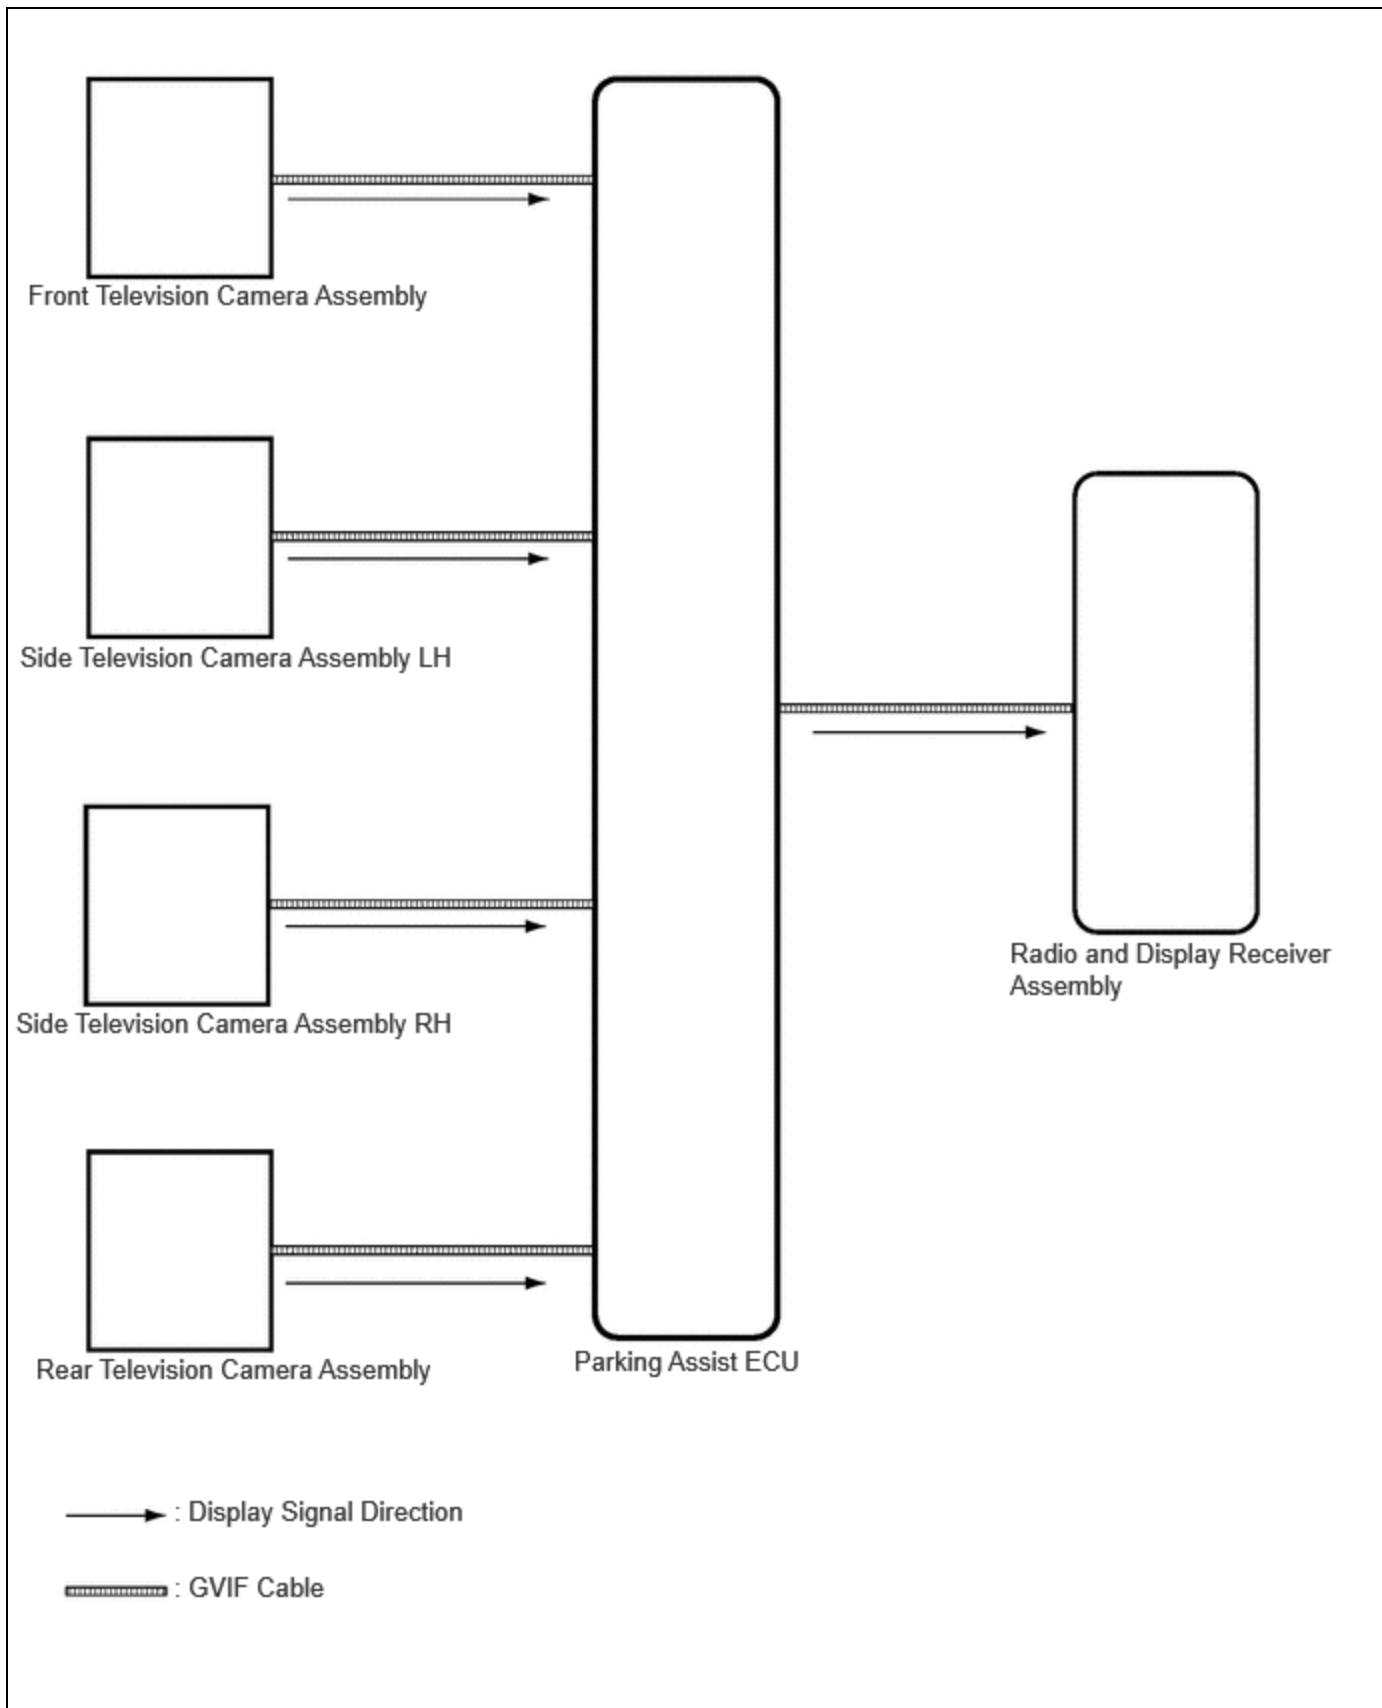 Front Television Camera Assembly
Side Television Camera Assembly LH
Side Television Camera Assembly RH
Rear Television Camera Assembly
Parking Assist ECU
Radio and Display Receiver
Assembly
: Display Signal Direction
: GVIF Cable